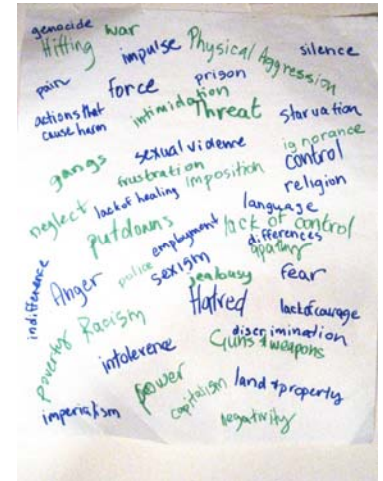 genocide war
Hitting impulse Physical Aggression silence
pain force prison
actions that
cause harm
intimidation
Threat starvation
gangs sexual violence ignorance
control
frustration Imposition religion
neglect lack of healing language
putdowns lack of control
employment differences
apathy
indifference Anger police sexism jealousy fear
Hatred lack of courage
Poverty Racism discrimination
intolerence Guns & weapons
power capitalism land & property
imperialism negativity